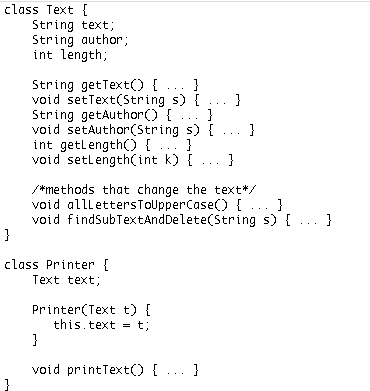 class Text {
    String text;
    String author;
    int length;

    String getText() { ... }
    void setText(String s) { ... }
    String getAuthor() { ... }
    void setAuthor(String s) { ... }
    int getLength() { ... }
    void setLength(int k) { ... }

    /*methods that change the text*/
    void allLettersToUpperCase() { ... }
    void findSubTextAndDelete(String s) { ... }
}

class Printer {
    Text text;

    Printer(Text t) {
       this.text = t;
    }

    void printText() { ... }
}